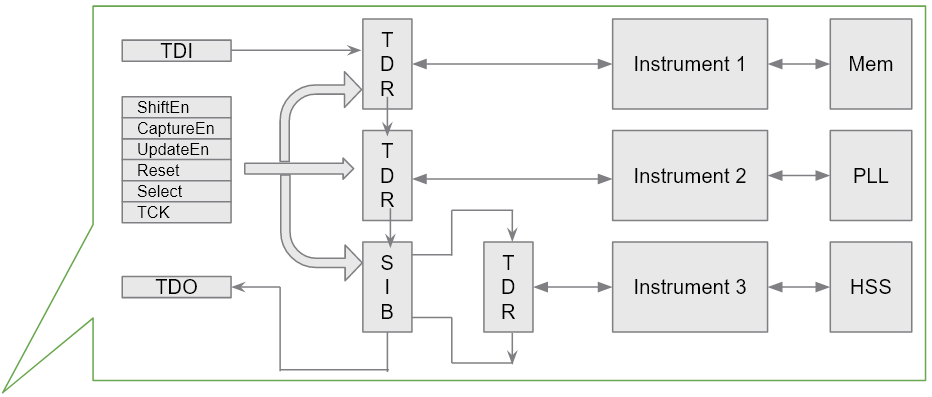 TDI
ShiftEn
CaptureEn
UpdateEn
Reset
Select
TCK
TDO
T
D
R
Instrument 1
Mem
T
D
R
Instrument 2
PLL
S
I
B
T
D
R
Instrument 3
HSS